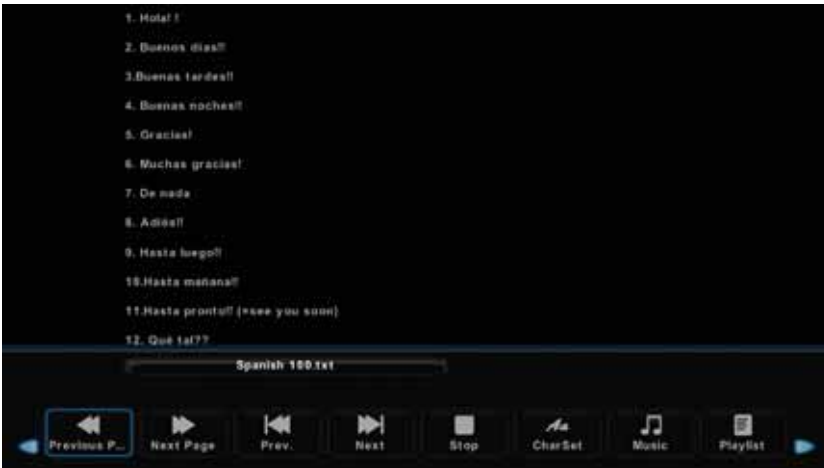 1. Hola! !
2. Buenos dias!!
3.Buenas tardes!!
4. Buenas noches!!
5. Gracias!
6. Muchas gracias!
7. De nada
8. Adiós!!
9. Hasta luego!!
10.Hasta mañana!!
11.Hasta pronto!! (=see you soon)
12. Qué tal??
Spanish 100.txt
Previous P... Next Page Prev. Next Stop CharSet Music Playlist